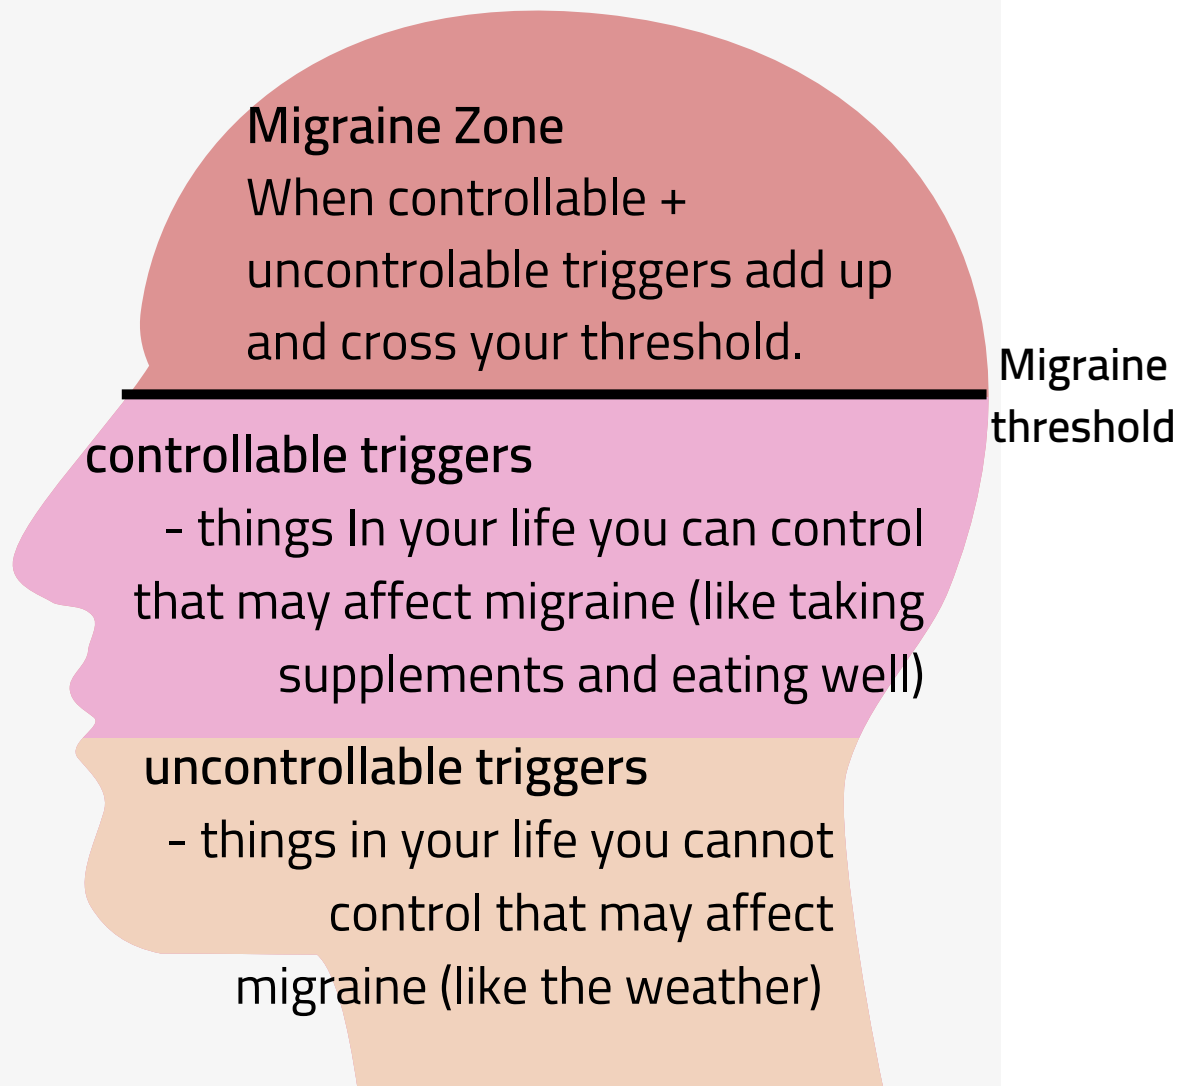 Migraine Zone
When controllable +
uncontrolable triggers add up
and cross your threshold.
Migraine
threshold
controllable triggers
- things In your life you can control
that may affect migraine (like taking
supplements and eating well)
uncontrollable triggers
- things in your life you cannot
control that may affect
migraine (like the weather)